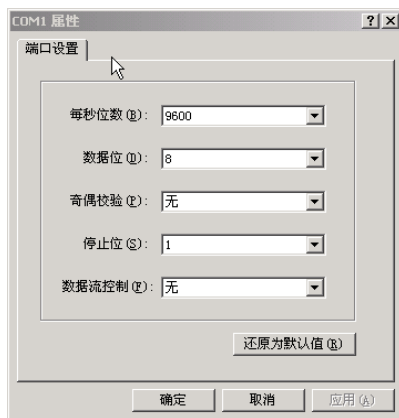 COM1 属性
端口设置
每秒位数(B): 9600
数据位(D): 8
奇偶校验(P): 无
停止位(S): 1
数据流控制(F): 无
还原为默认值(R)
确定 取消 应用(A)